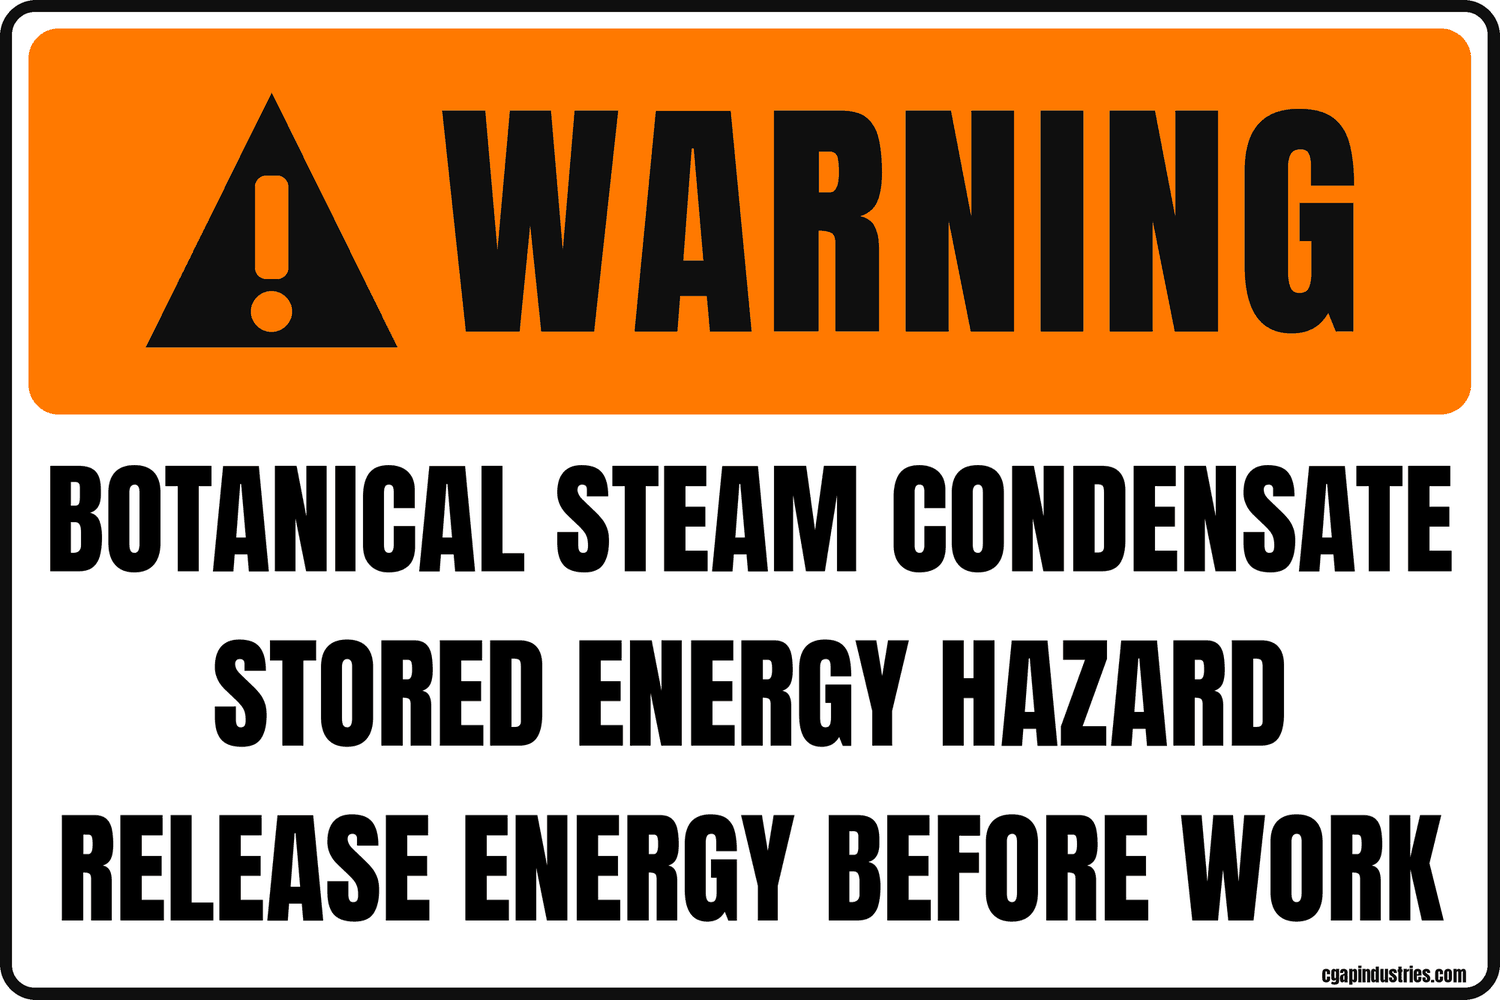 WARNING
BOTANICAL STEAM CONDENSATE
STORED ENERGY HAZARD
RELEASE ENERGY BEFORE WORK
cgapindustries.com